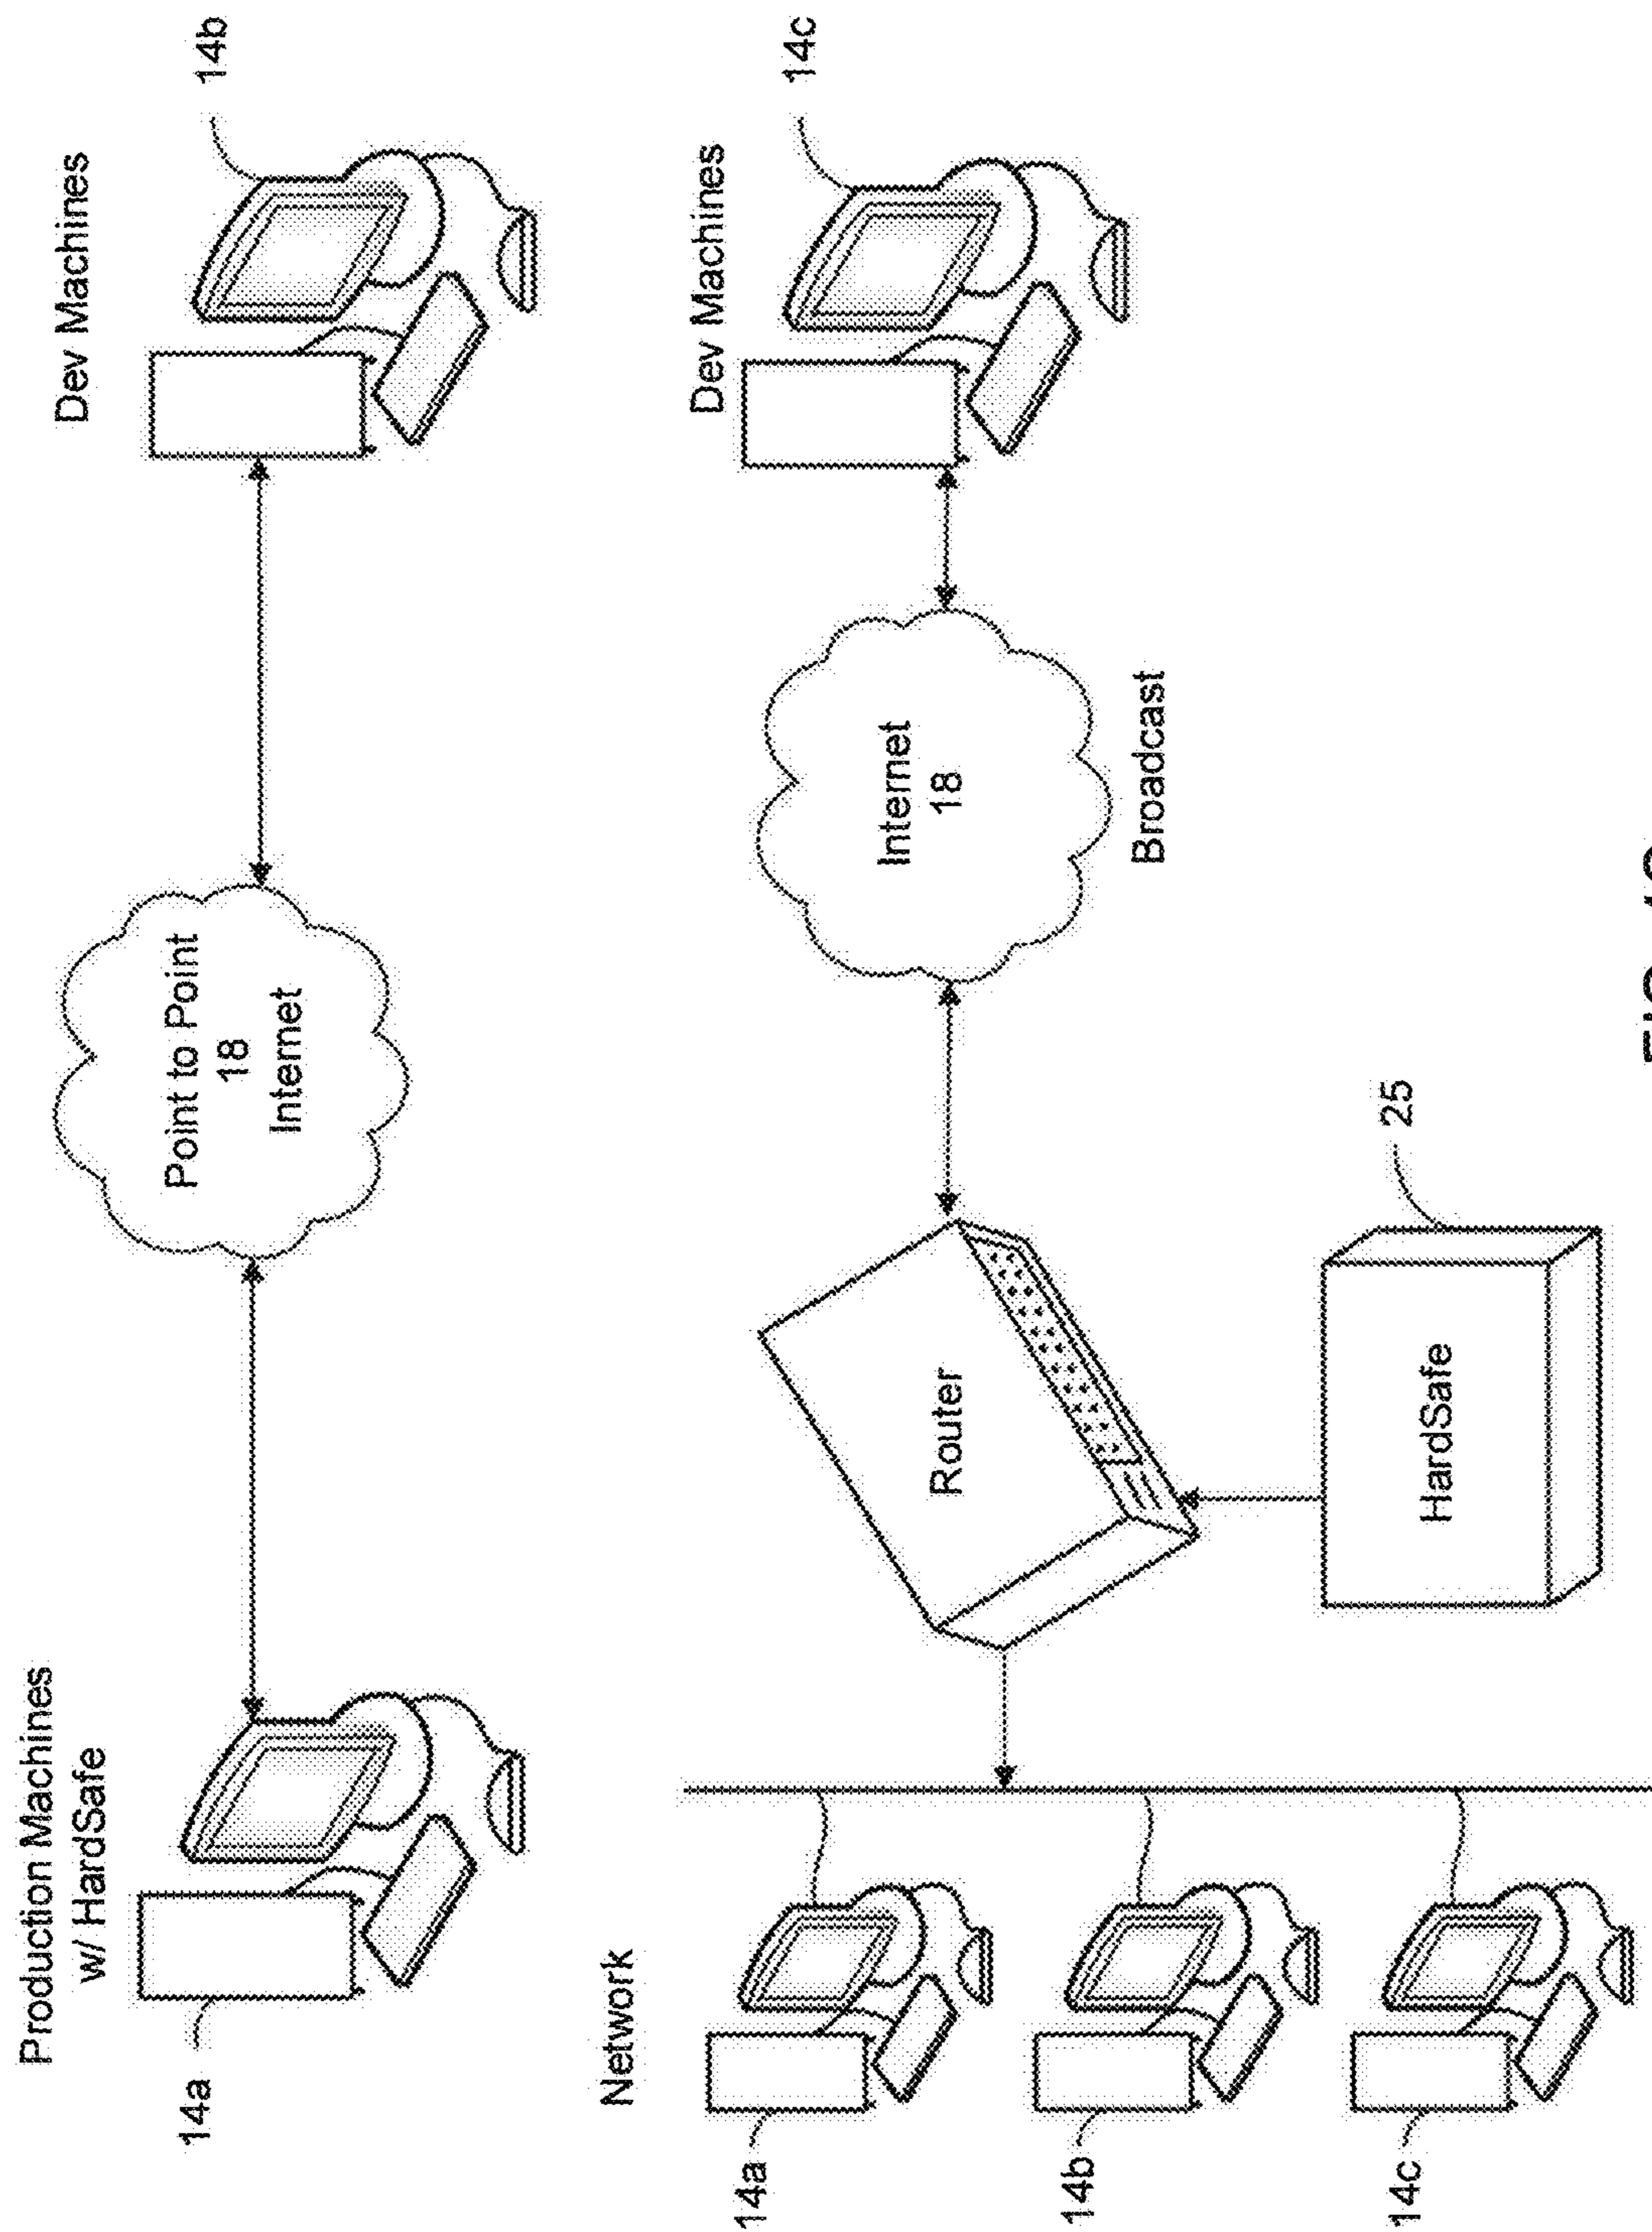 Production Machines
w/ HardSafe
14a
Point to Point
18
Internet
Dev Machines
14b
Network
14a
14b
14c
Router
HardSafe
25
Internet
18
Broadcast
Dev Machines
14c